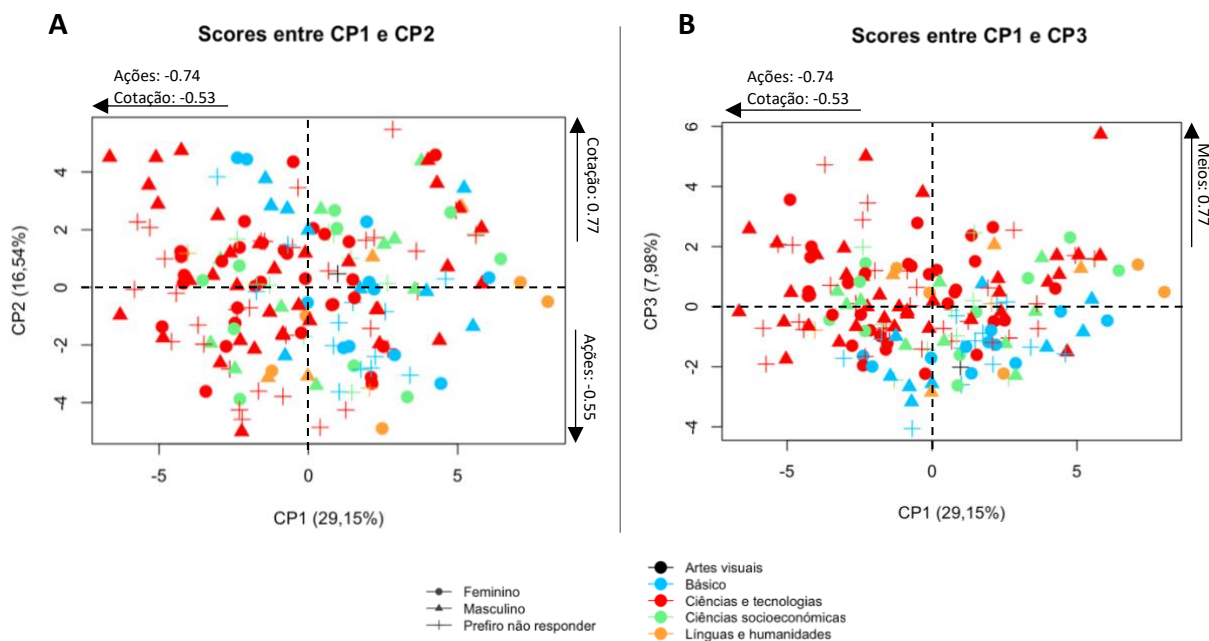 A
Scores entre CP1 e CP2
Ações: -0.74
Cotação: -0.53
4
2
0
-2
-4
CP2 (16,54%)
-5
0
5
CP1 (29,15%)
Cotação: 0.77
Ações: -0.55
B
Scores entre CP1 e CP3
Ações: -0.74
Cotação: -0.53
6
4
2
0
-2
-4
CP3 (7,98%)
-5
0
5
CP1 (29,15%)
Meios: 0.77
Feminino
Masculino
Prefiro não responder
Artes visuais
Básico
Ciências e tecnologias
Ciências socioeconómicas
Línguas e humanidades